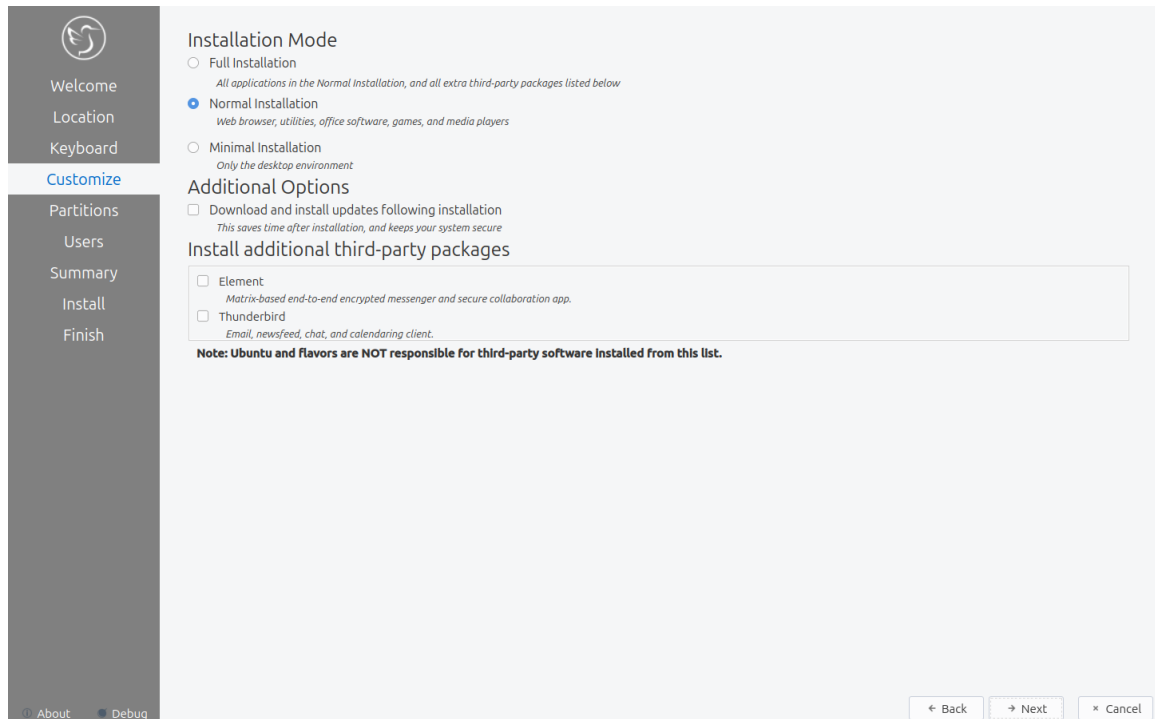 Welcome
Location
Keyboard
Customize
Partitions
Users
Summary
Install
Finish
About
Debug
Installation Mode
Full Installation
All applications in the Normal Installation, and all extra third-party packages listed below
Normal Installation
Web browser, utilities, office software, games, and media players
Minimal Installation
Only the desktop environment
Additional Options
Download and install updates following installation
This saves time after installation, and keeps your system secure
Install additional third-party packages
Element
Matrix-based end-to-end encrypted messenger and secure collaboration app.
Thunderbird
Email, newsfeed, chat, and calendaring client.
Note: Ubuntu and flavors are NOT responsible for third-party software installed from this list.
Back
Next
Cancel